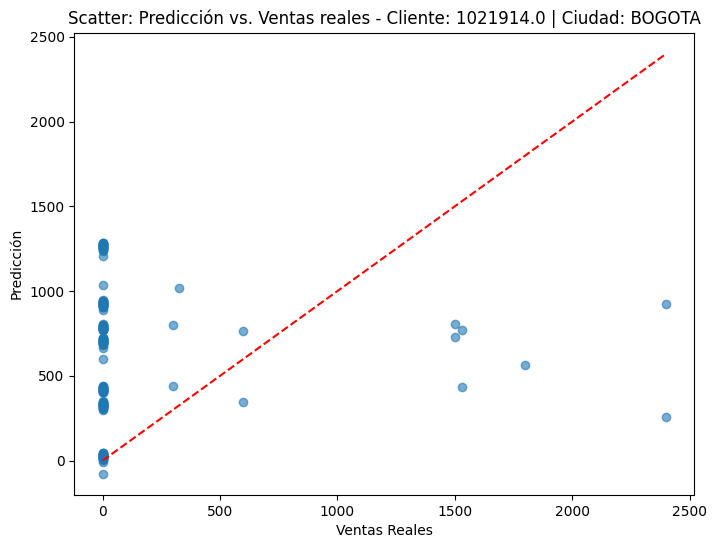 Scatter: Predicción vs. Ventas reales - Cliente: 1021914.0 | Ciudad: BOGOTA
2500
2000
1500
1000
500
0
Predicción
0 500 1000 1500 2000 2500
Ventas Reales